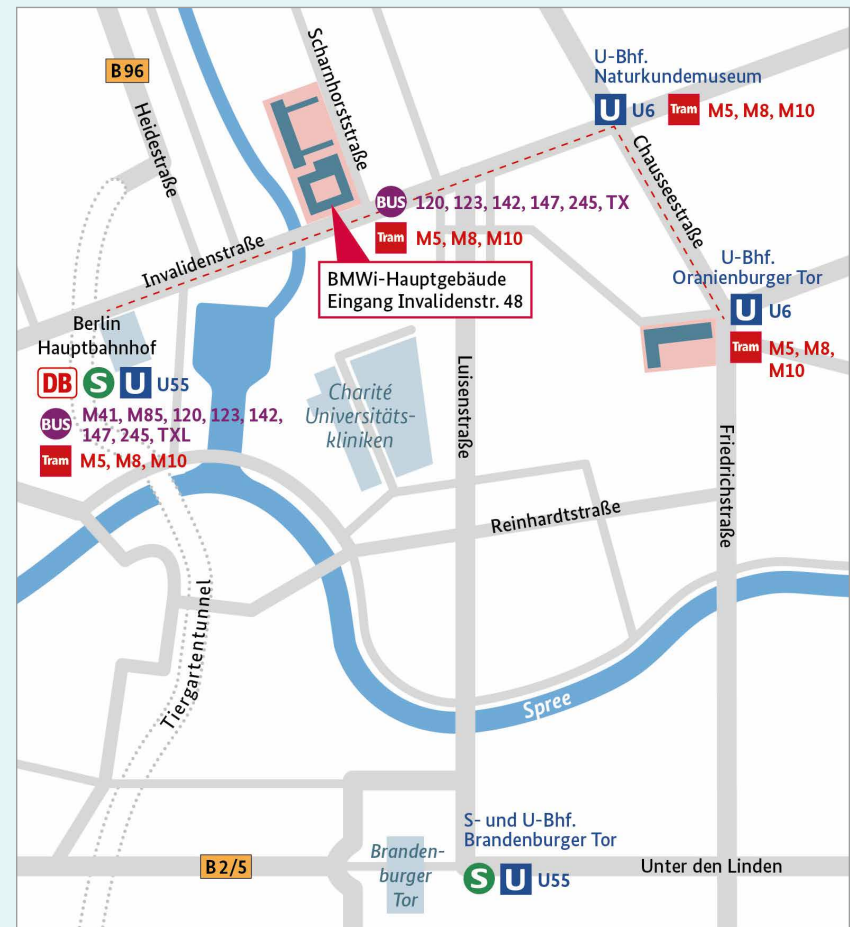 B 96
Heidestraße
Scharnhorststraße
U-Bhf.
Naturkundemuseum
U U6 Tram M5, M8, M10
Chausseestraße
BUS 120, 123, 142, 147, 245, TX
Tram M5, M8, M10
Invalidenstraße
BMWi-Hauptgebäude
Eingang Invalidenstr. 48
U-Bhf.
Oranienburger Tor
U U6
Tram M5, M8,
M10
Berlin
Hauptbahnhof
DB S U U55
BUS M41, M85, 120, 123, 142,
147, 245, TXL
Tram M5, M8, M10
Charité
Universitäts-
kliniken
Luisenstraße
Friedrichstraße
Reinhardtstraße
Tiergartentunnel
Spree
S- und U-Bhf.
Brandenburger Tor
S U U55
Branden-
burger
Tor
B 2/5
Unter den Linden